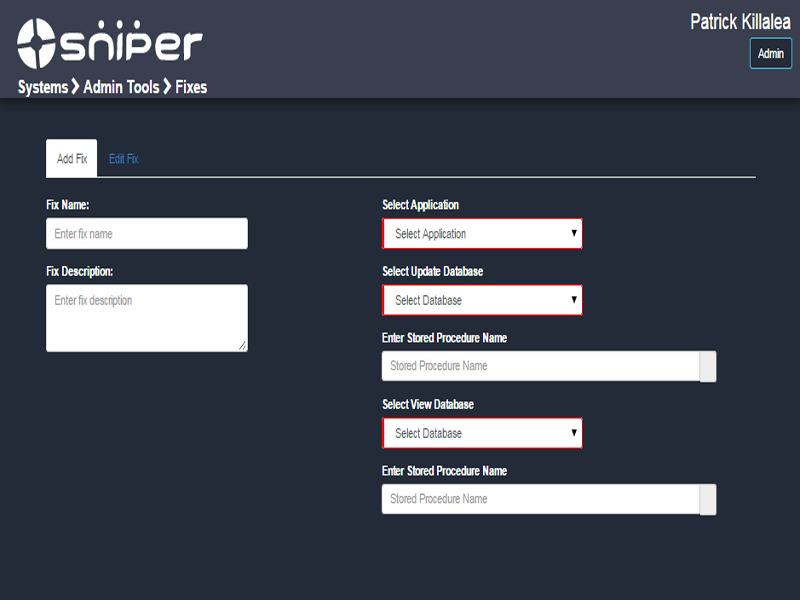 sniper
Patrick Killalea
Admin
Systems ❯ Admin Tools ❯ Fixes
Add Fix
Edit Fix
Fix Name:
Enter fix name
Fix Description:
Enter fix description
Select Application
Select Application
Select Update Database
Select Database
Enter Stored Procedure Name
Stored Procedure Name
Select View Database
Select Database
Enter Stored Procedure Name
Stored Procedure Name